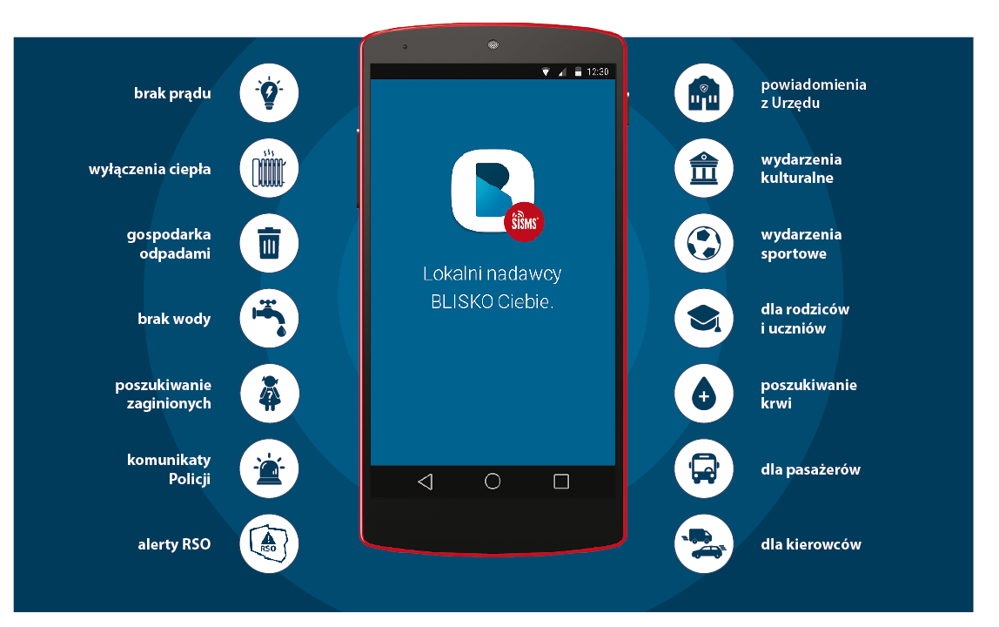 brak prądu
wyłączenia ciepła
gospodarka
odpadami
brak wody
poszukiwanie
zaginionych
komunikaty
Policji
RSO
alerty RSO
12:30
SISMS
Lokalni nadawcy
BLISKO Ciebie.
powiadomienia
z Urzędu
wydarzenia
kulturalne
wydarzenia
sportowe
dla rodziców
i uczniów
poszukiwanie
krwi
dla pasażerów
dla kierowców